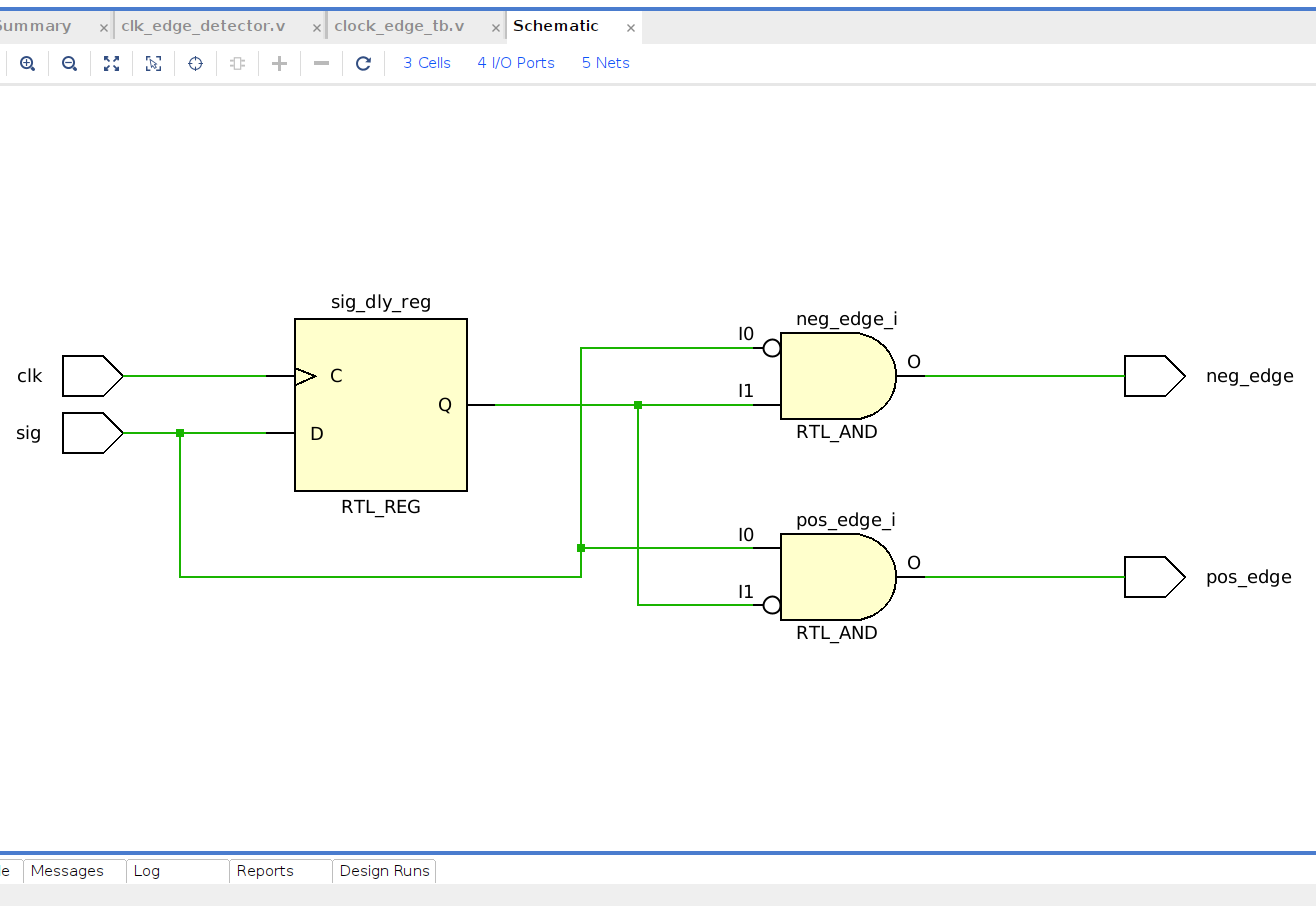 Summary clk_edge_detector.v clock_edge_tb.v Schematic
3 Cells 4 I/O Ports 5 Nets
sig_dly_reg
clk
C
sig
D
Q
RTL_REG
neg_edge_i
I0
I1
O
RTL_AND
neg_edge
pos_edge_i
I0
I1
O
RTL_AND
pos_edge
Messages Log Reports Design Runs